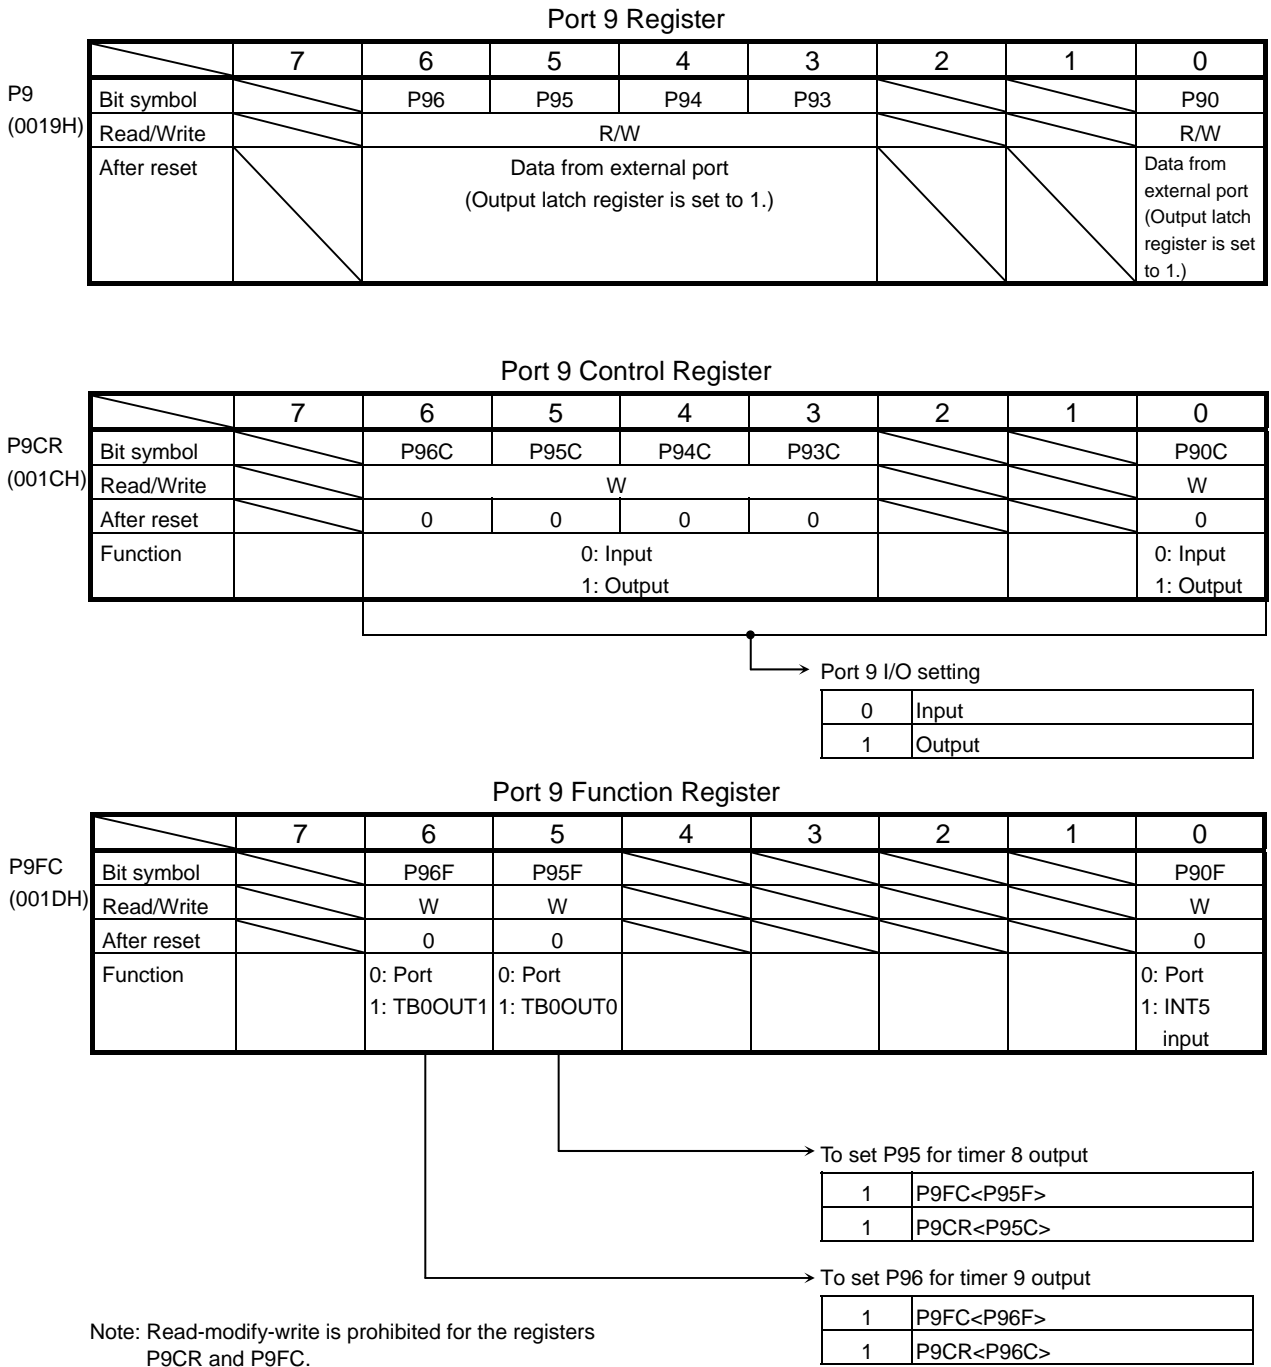 Port 9 Register
7 6 5 4 3 2 1 0
P9
(0019H)
Bit symbol P96 P95 P94 P93 P90
Read/Write R/W R/W
After reset Data from external port
(Output latch register is set to 1.)
Data from
external port
(Output latch
register is set
to 1.)
Port 9 Control Register
7 6 5 4 3 2 1 0
P9CR
(001CH)
Bit symbol P96C P95C P94C P93C P90C
Read/Write W W
After reset 0 0 0 0 0
Function 0: Input 0: Input
1: Output 1: Output
Port 9 I/O setting
0 Input
1 Output
Port 9 Function Register
7 6 5 4 3 2 1 0
P9FC
(001DH)
Bit symbol P96F P95F P90F
Read/Write W W W
After reset 0 0 0
Function 0: Port 0: Port 0: Port
1: TB0OUT1 1: TB0OUT0 1: INT5
input
To set P95 for timer 8 output
1 P9FC<P95F>
1 P9CR<P95C>
To set P96 for timer 9 output
1 P9FC<P96F>
1 P9CR<P96C>
Note: Read-modify-write is prohibited for the registers
P9CR and P9FC.